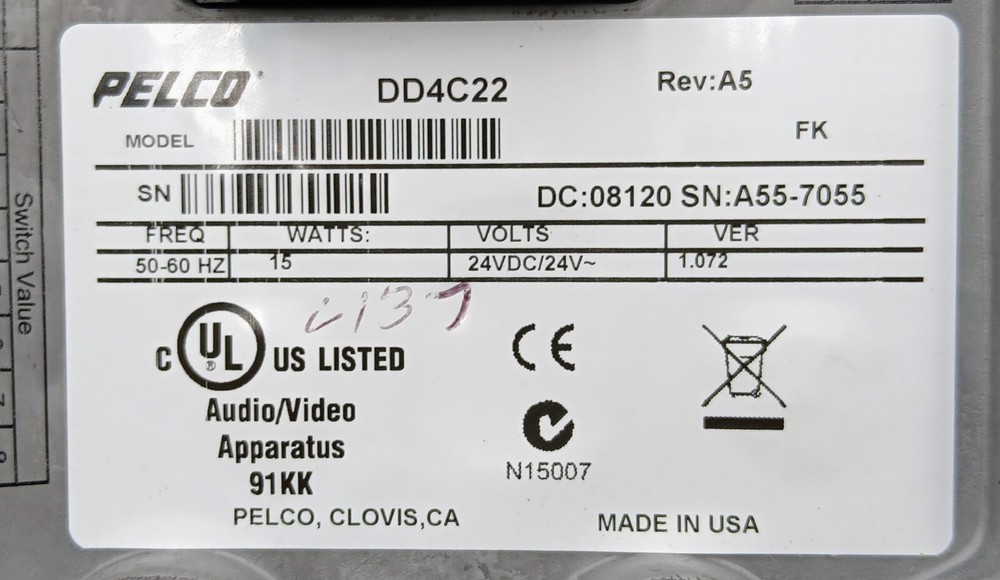 PELCO DD4C22 Rev:A5
MODEL FK
SN DC:08120 SN:A55-7055
FREQ WATTS: VOLTS VER
50-60 HZ 15 24VDC/24V~ 1.072
C UL® US LISTED
Audio/Video
Apparatus
91KK
CE
N15007
PELCO, CLOVIS,CA
MADE IN USA
Switch Value